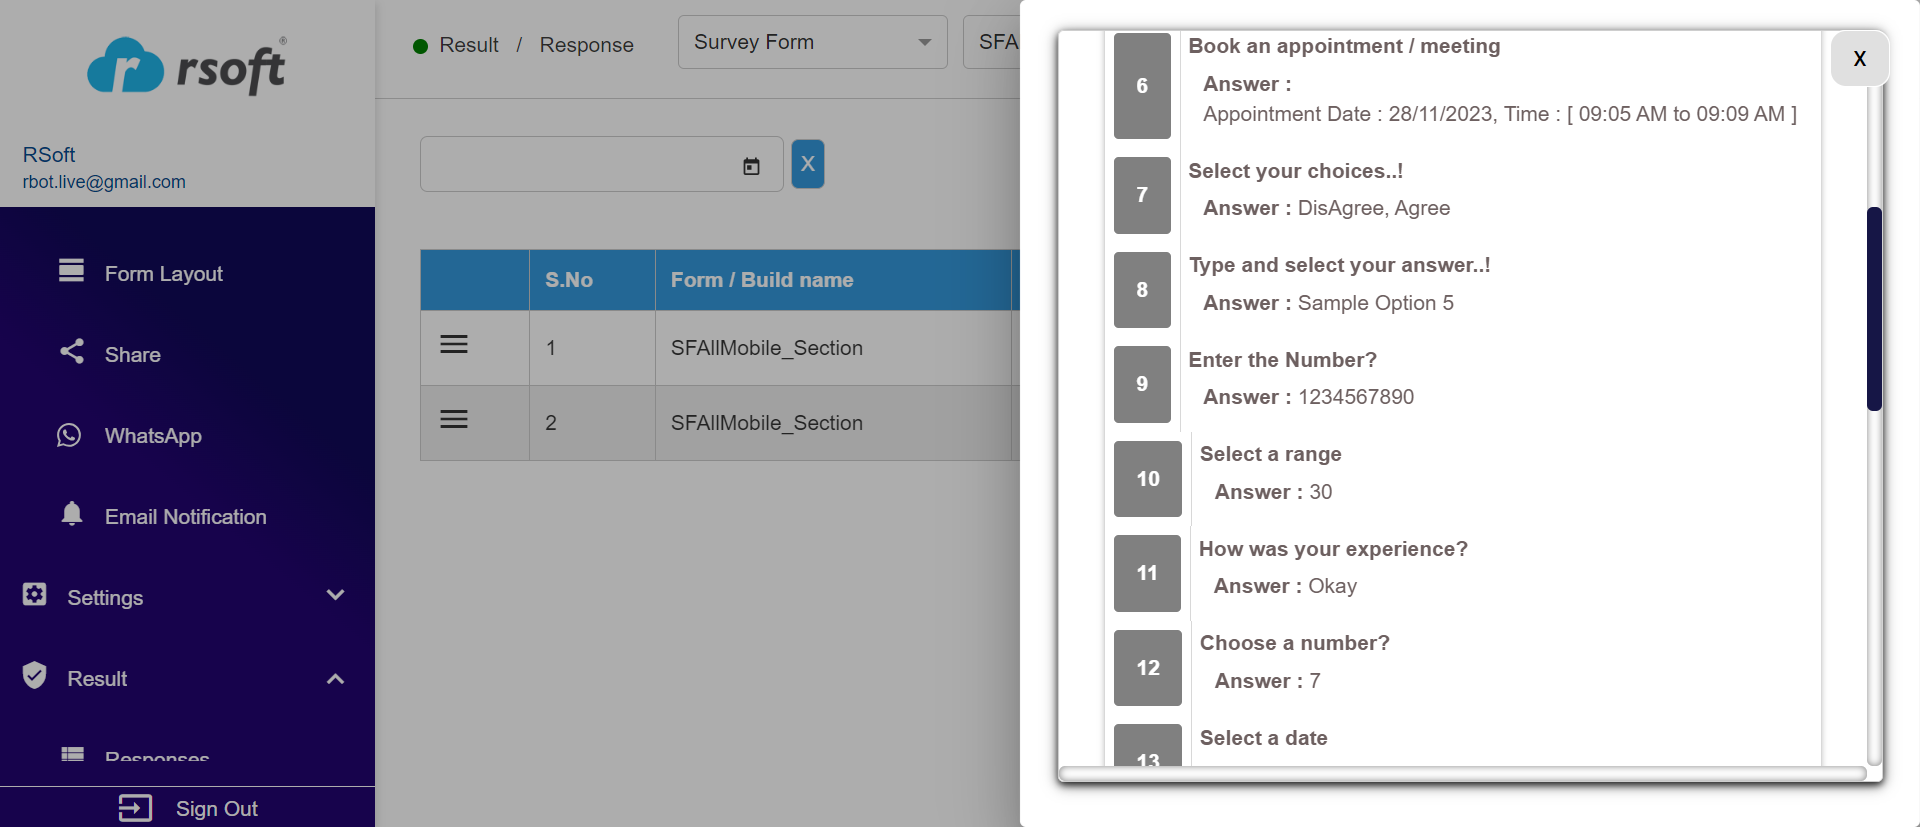 rsoft®
RSoft
rbot.live@gmail.com
Form Layout
Share
WhatsApp
Email Notification
Settings
Result
Responses
Sign Out
Result / Response
Survey Form
SFA
X
S.No
Form / Build name
1
SFAllMobile_Section
2
SFAllMobile_Section
X
6
Book an appointment / meeting
Answer :
Appointment Date : 28/11/2023, Time : [ 09:05 AM to 09:09 AM ]
7
Select your choices..!
Answer : DisAgree, Agree
8
Type and select your answer..!
Answer : Sample Option 5
9
Enter the Number?
Answer : 1234567890
10
Select a range
Answer : 30
11
How was your experience?
Answer : Okay
12
Choose a number?
Answer : 7
13
Select a date